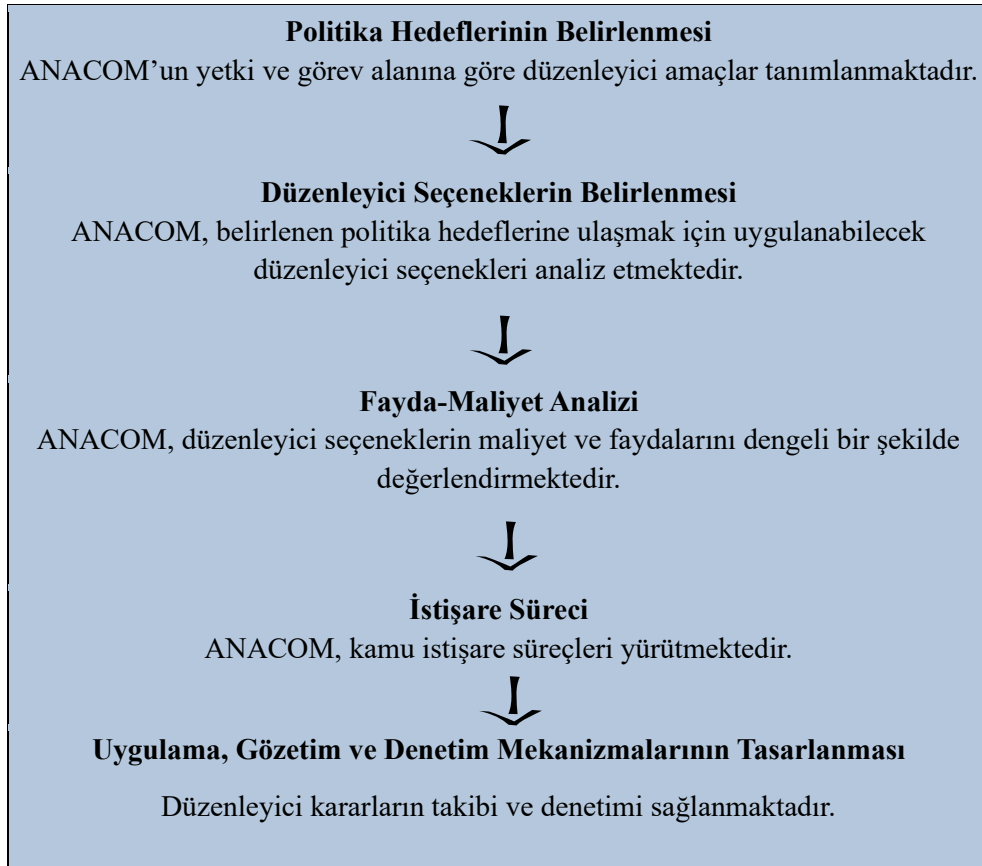 Politika Hedeflerinin Belirlenmesi
ANACOM’un yetki ve görev alanına göre düzenleyici amaçlar tanımlanmaktadır.
Düzenleyici Seçeneklerin Belirlenmesi
ANACOM, belirlenen politika hedeflerine ulaşmak için uygulanabilecek
düzenleyici seçenekleri analiz etmektedir.
Fayda-Maliyet Analizi
ANACOM, düzenleyici seçeneklerin maliyet ve faydalarını dengeli bir şekilde
değerlendirmektedir.
İstişare Süreci
ANACOM, kamu istişare süreçleri yürütmektedir.
Uygulama, Gözetim ve Denetim Mekanizmalarının Tasarlanması
Düzenleyici kararların takibi ve denetimi sağlanmaktadır.